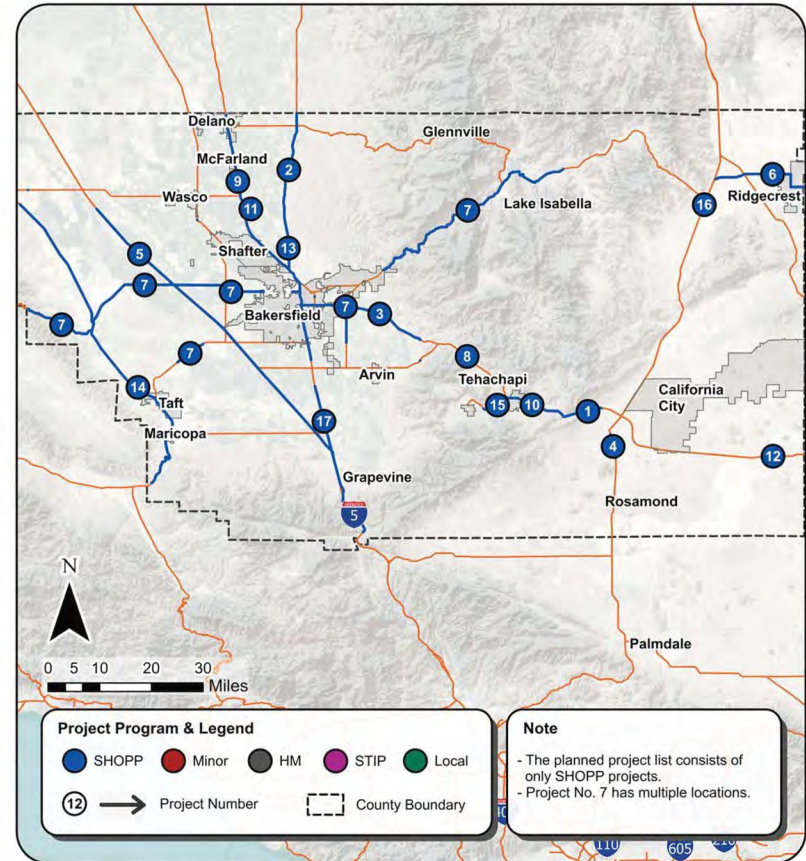 Delano
Glennville
McFarland
2
9
6
Wasco
11
7
Lake Isabella
16
Ridgecrest
Shafter
13
5
7
7
7
3
Bakersfield
7
7
8
14
Arvin
Tehachapi
California
City
Taft
15
10
1
Maricopa
17
4
12
Grapevine
Rosamond
5
N
Palmdale
0 5 10 20 30
Miles
Project Program & Legend
SHOPP
Minor
HM
STIP
Local
12
Project Number
County Boundary
Note
- The planned project list consists of
only SHOPP projects.
- Project No. 7 has multiple locations.
110
605
210